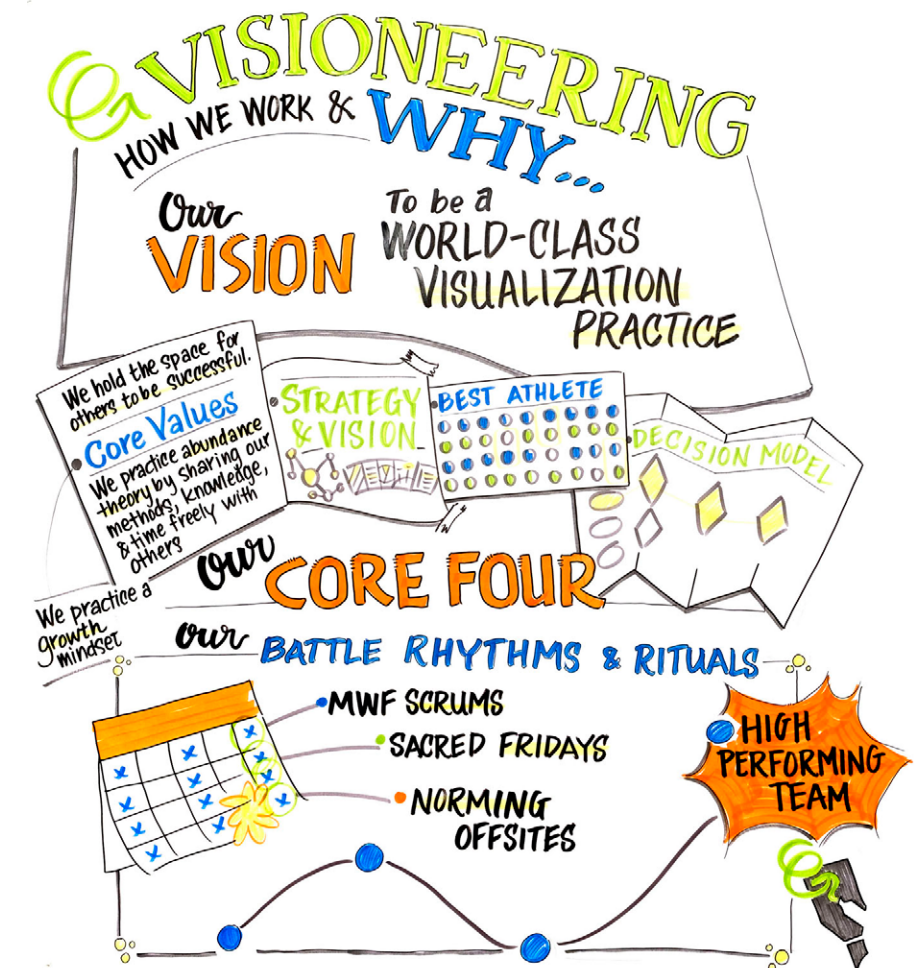 VISIONEERING
HOW WE WORK & WHY...
Our
VISION
To be a
WORLD-CLASS
VISUALIZATION
PRACTICE
We hold the space for
others to be successful.
Core Values
We practice abundance
theory by sharing our
methods, knowledge,
& time freely with
others
We practice a
growth
mindset
STRATEGY
& VISION
BEST ATHLETE
DECISION MODEL
our
CORE FOUR
our BATTLE RHYTHMS & RITUALS
MWF SCRUMS
SACRED FRIDAYS
NORMING
OFFSITES
HIGH
PERFORMING
TEAM